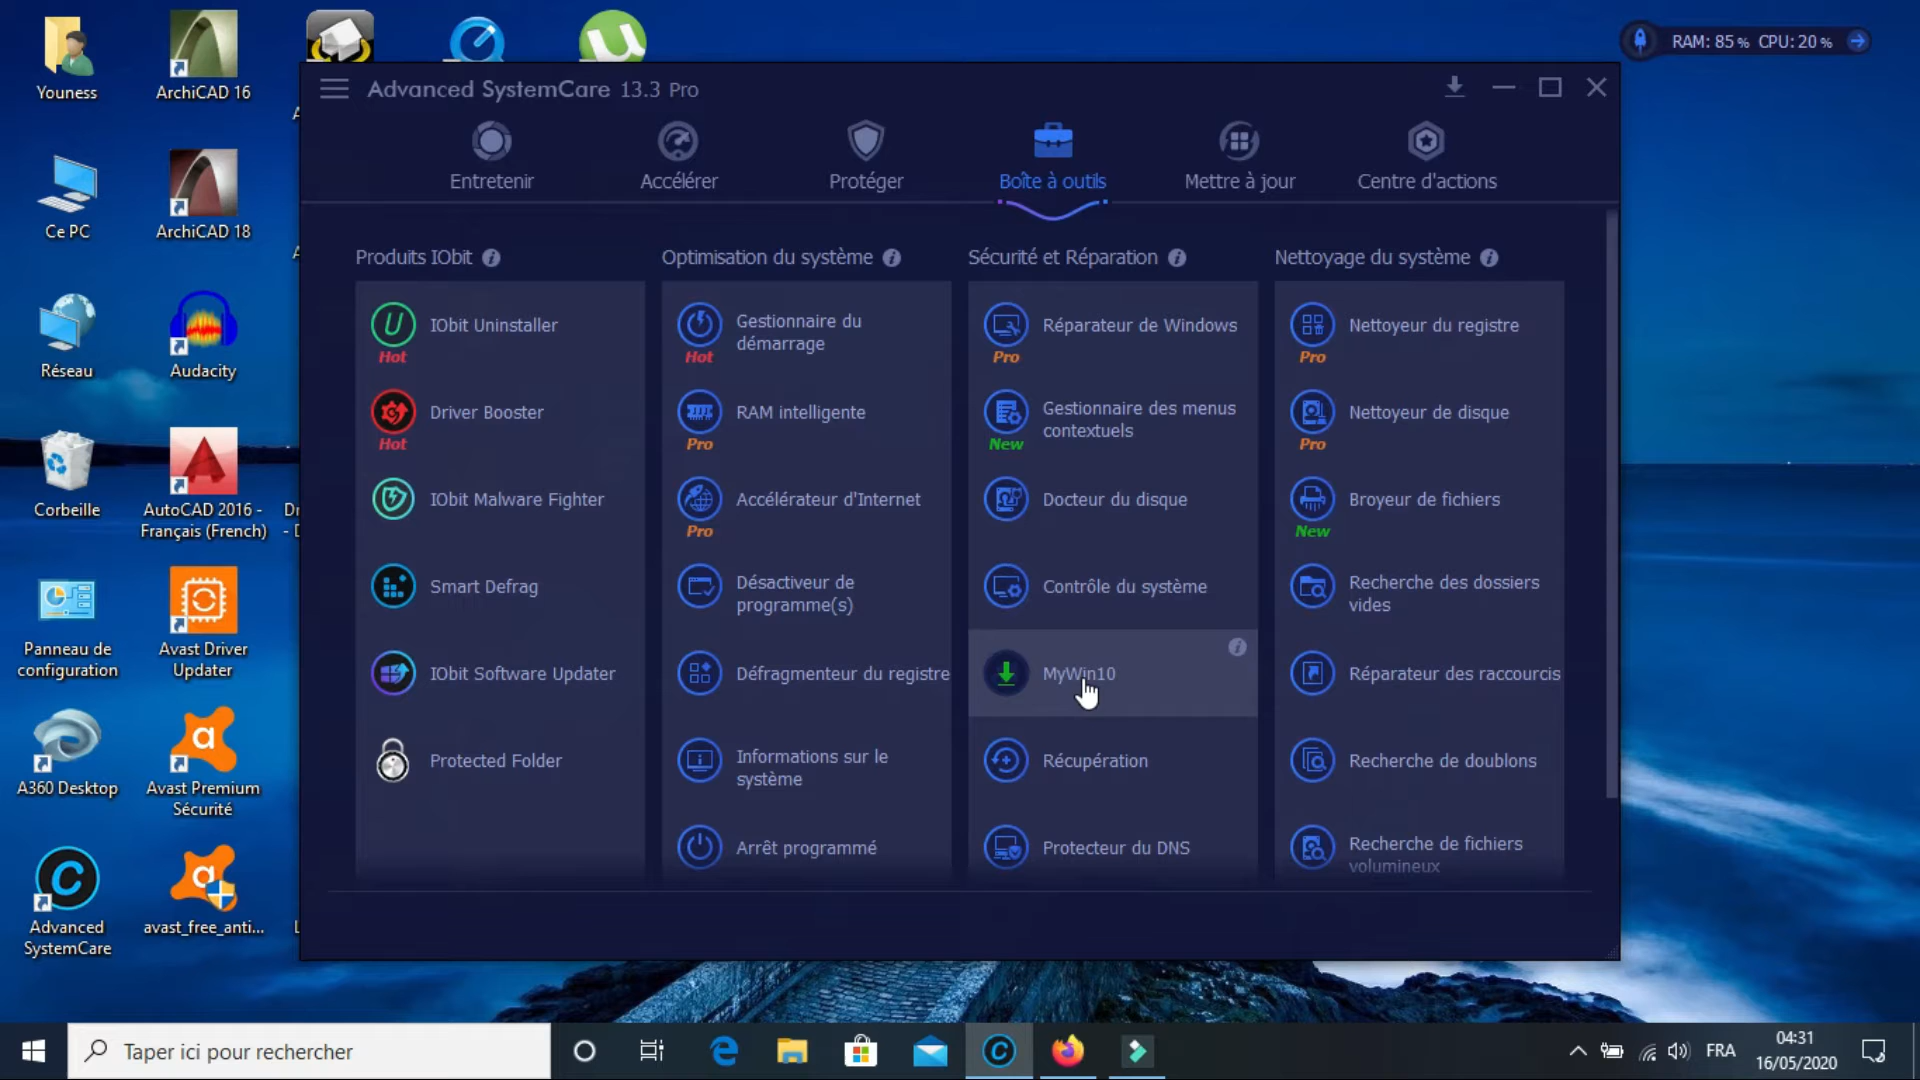 Youness
ArchiCAD 16
RAM: 85 % CPU: 20 %
Advanced SystemCare 13.3 Pro
Entretenir
Accélérer
Protéger
Boîte à outils
Mettre à jour
Centre d'actions
Ce PC
ArchiCAD 18
Produits IObit
Optimisation du système
Sécurité et Réparation
Nettoyage du système
IObit Uninstaller
Hot
Driver Booster
Hot
IObit Malware Fighter
Smart Defrag
IObit Software Updater
Protected Folder
Gestionnaire du
démarrage
Hot
RAM intelligente
Pro
Accélérateur d'Internet
Pro
Désactiveur de
programme(s)
Défragmenteur du registre
Informations sur le
système
Arrêt programmé
Réparateur de Windows
Pro
Gestionnaire des menus
contextuels
New
Docteur du disque
Contrôle du système
MyWin10
Récupération
Protecteur du DNS
Nettoyeur du registre
Pro
Nettoyeur de disque
Pro
Broyeur de fichiers
New
Recherche des dossiers
vides
Réparateur des raccourcis
Recherche de doublons
Recherche de fichiers
volumineux
Réseau
Audacity
Corbeille
AutoCAD 2016 -
Français (French)
Panneau de
configuration
Avast Driver
Updater
A360 Desktop
Avast Premium
Sécurité
Advanced
SystemCare
avast_free_anti...
Taper ici pour rechercher
FRA
04:31
16/05/2020